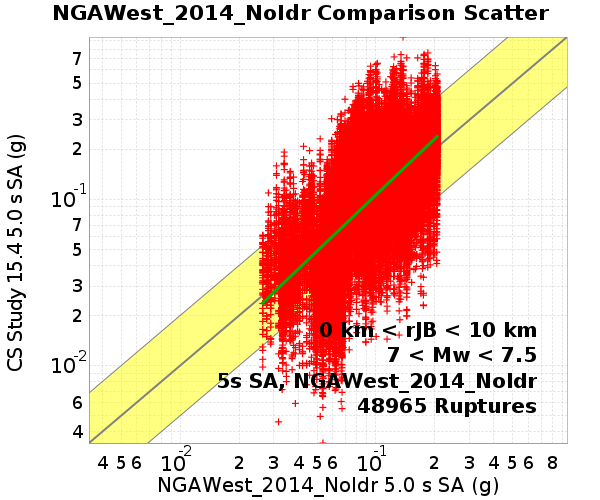 NGAWest_2014_NoIdr Comparison Scatter
CS Study 15.4 5.0 s SA (g)
7
5
3
2
10-1
7
5
3
2
10-2
6
4
0 km < rJB < 10 km
7 < Mw < 7.5
5s SA, NGAWest_2014_NoIdr
48965 Ruptures
4 5 6 10-2 2 3 4 5 6 10-1 2 3 4 5 6 8
NGAWest_2014_NoIdr 5.0 s SA (g)